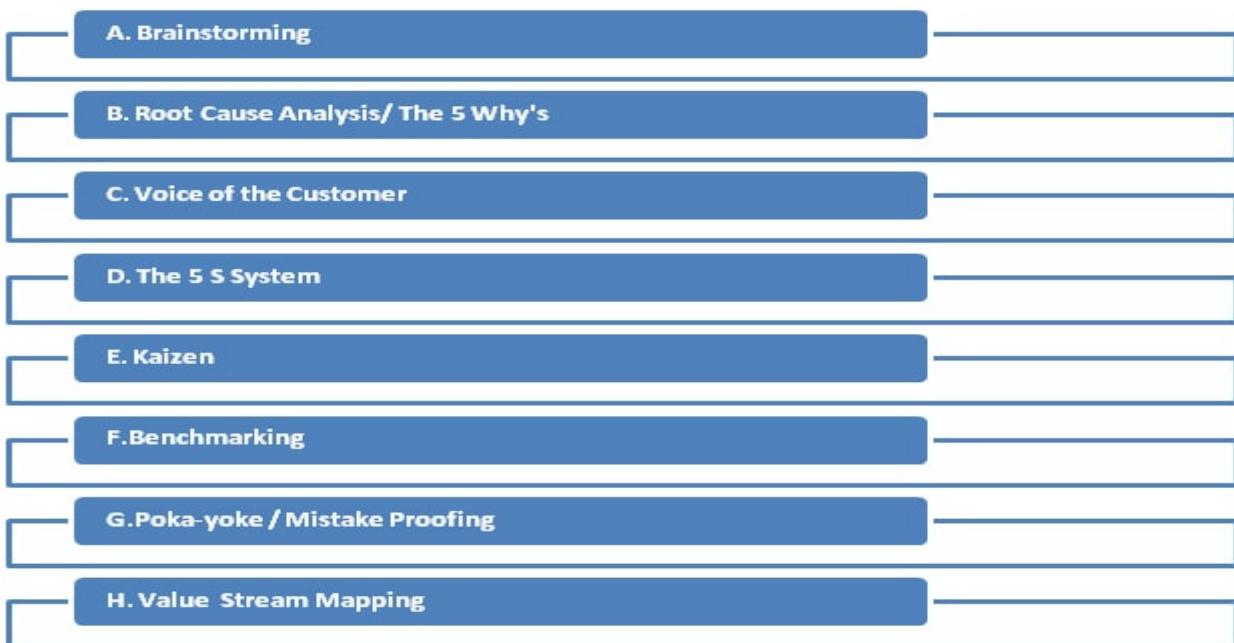 A. Brainstorming
B. Root Cause Analysis/ The 5 Why's
C. Voice of the Customer
D. The 5 S System
E. Kaizen
F.Benchmarking
G.Poka-yoke / Mistake Proofing
H. Value Stream Mapping